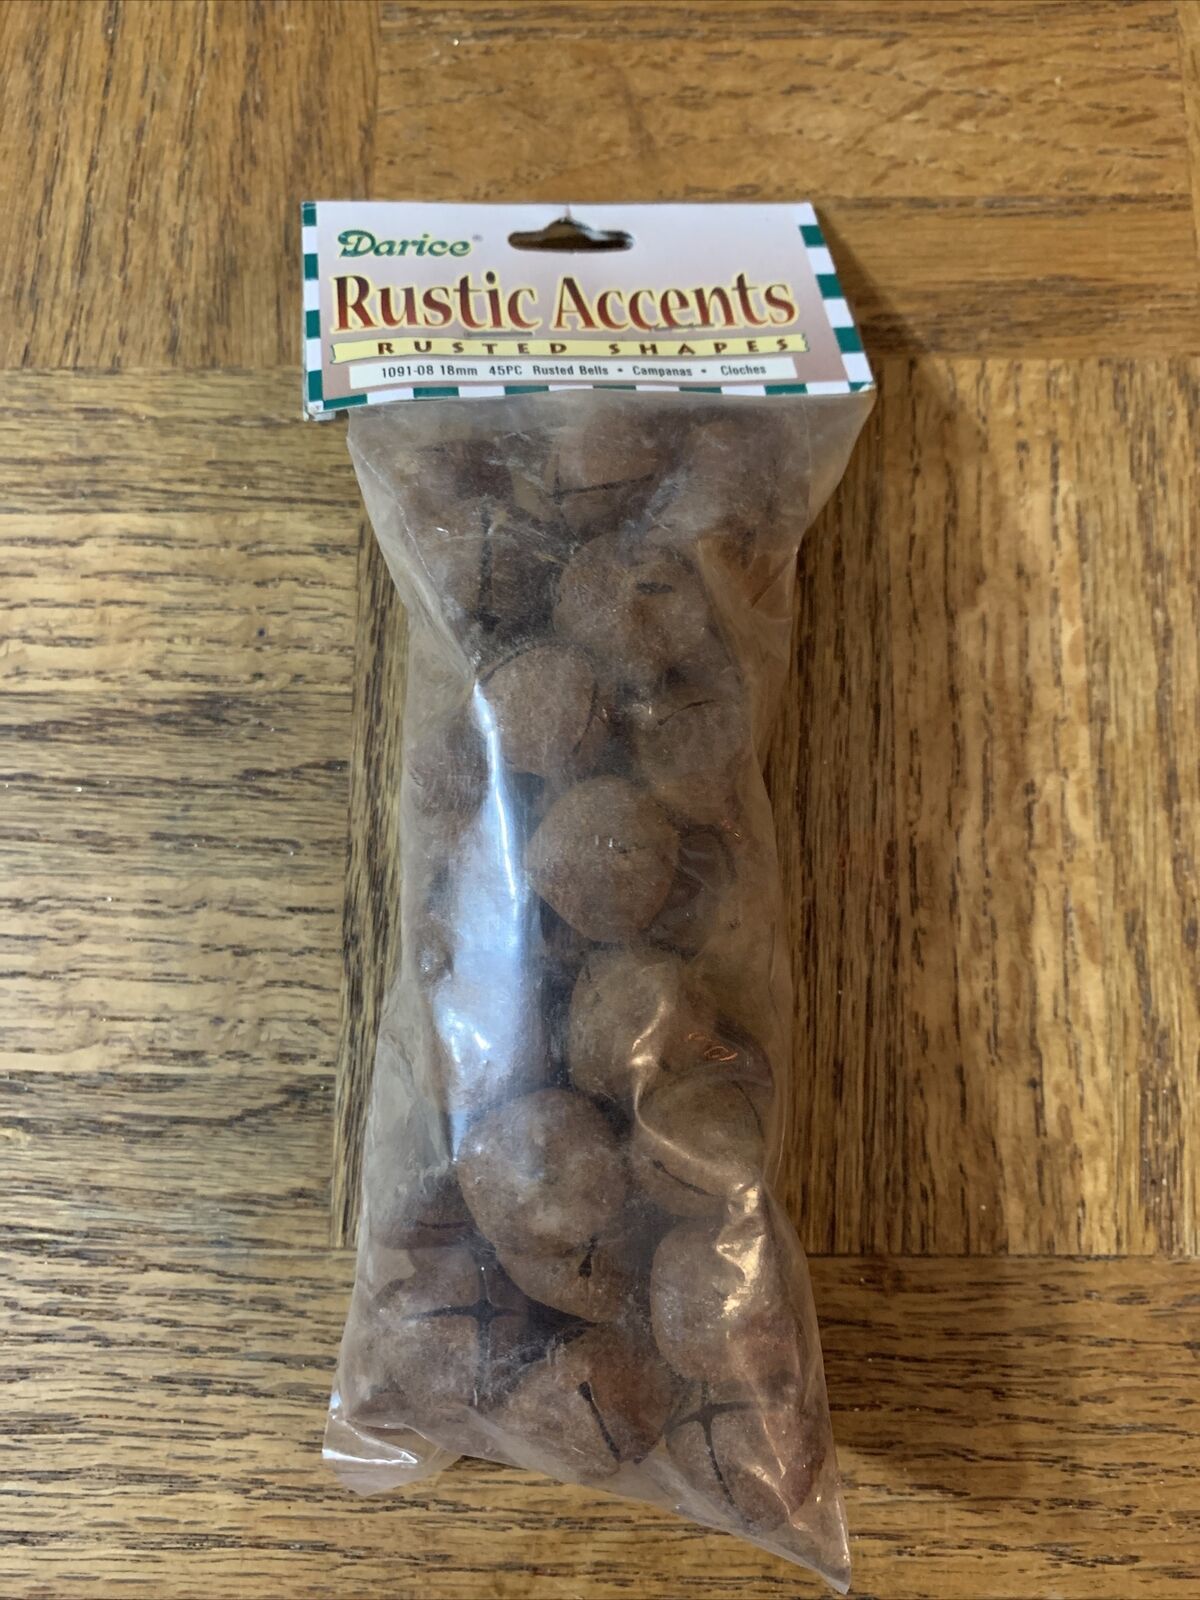 Darice®
Rustic Accents
RUSTED SHAPES
1091-08 18mm 45PC Rusted Bells • Campanas • Cloches